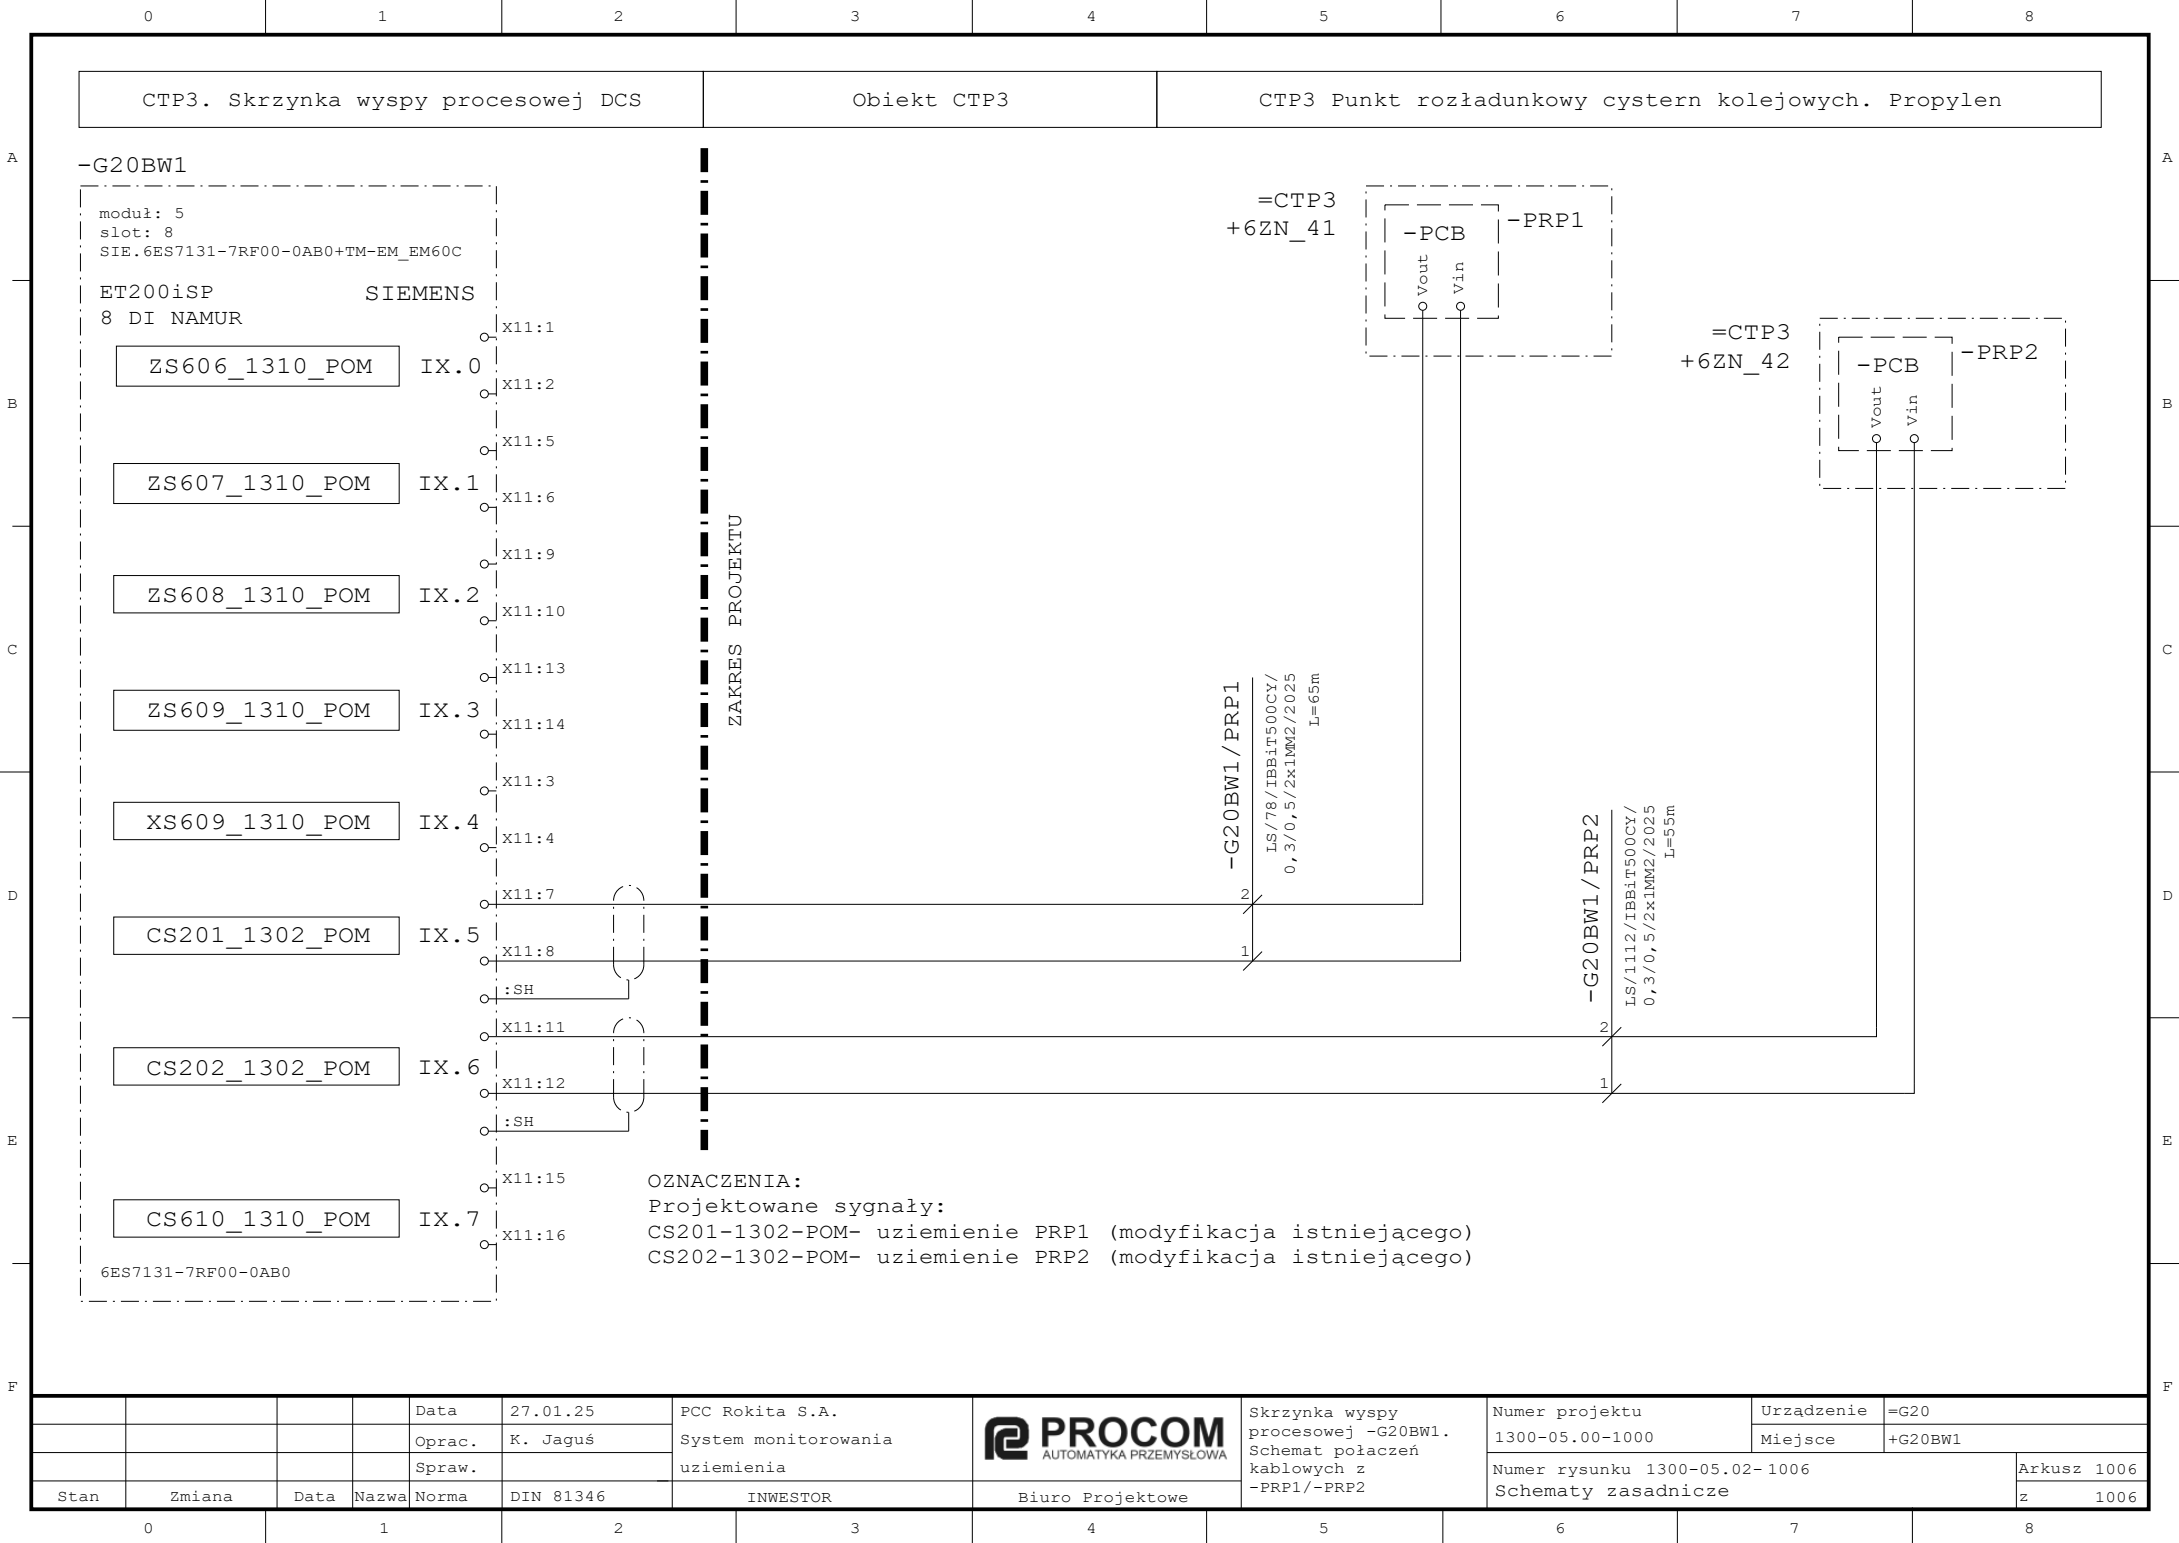 0 1 2 3 4 5 6 7 8
CTP3. Skrzynka wyspy procesowej DCS
Obiekt CTP3
CTP3 Punkt rozładunkowy cystern kolejowych. Propylen
A A
-G20BW1
moduł: 5
slot: 8
SIE.6ES7131-7RF00-0AB0+TM-EM_EM60C
ET200iSP SIEMENS
8 DI NAMUR
X11:1
ZS606_1310_POM IX.0
X11:2
B B
X11:5
ZS607_1310_POM IX.1
X11:6
X11:9
ZS608_1310_POM IX.2
X11:10
C C
X11:13
ZS609_1310_POM IX.3
X11:14
X11:3
XS609_1310_POM IX.4
X11:4
D D
X11:7
CS201_1302_POM IX.5
X11:8
:SH
X11:11
CS202_1302_POM IX.6
X11:12
:SH
E E
X11:15
CS610_1310_POM IX.7
X11:16
6ES7131-7RF00-0AB0
ZAKRES PROJEKTU
=CTP3
+6ZN_41
-PRP1
-PCB
Vout
Vin
=CTP3
+6ZN_42
-PRP2
-PCB
Vout
Vin
-G20BW1/PRP1
LS/78/IBBiT500CY/
0,3/0,5/2x1MM2/2025
L=65m
2
1
-G20BW1/PRP2
LS/1112/IBBiT500CY/
0,3/0,5/2x1MM2/2025
L=55m
2
1
OZNACZENIA:
Projektowane sygnały:
CS201-1302-POM- uziemienie PRP1 (modyfikacja istniejącego)
CS202-1302-POM- uziemienie PRP2 (modyfikacja istniejącego)
F F
Data 27.01.25
Oprac. K. Jaguś
Spraw.
Stan Zmiana Data Nazwa Norma DIN 81346
PCC Rokita S.A.
System monitorowania
uziemienia
INWESTOR
PROCOM
AUTOMATYKA PRZEMYSŁOWA
Biuro Projektowe
Skrzynka wyspy
procesowej -G20BW1.
Schemat połaczeń
kablowych z
-PRP1/-PRP2
Numer projektu
1300-05.00-1000
Urządzenie =G20
Miejsce +G20BW1
Numer rysunku 1300-05.02-1006
Schematy zasadnicze
Arkusz 1006
z 1006
0 1 2 3 4 5 6 7 8